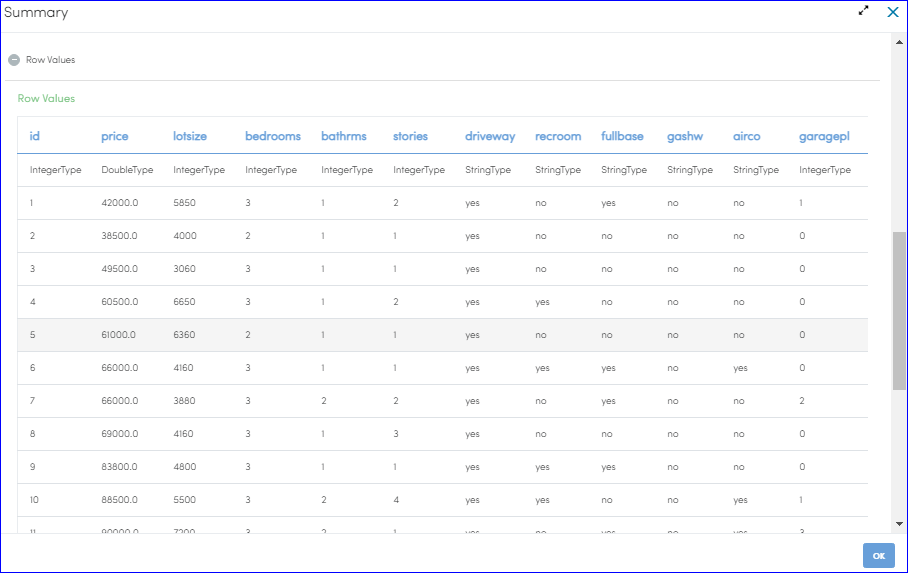 Summary
Row Values
Row Values
id price lotsize bedrooms bathrms stories driveway recroom fullbase gashw airco garagepl
IntegerType DoubleType IntegerType IntegerType IntegerType IntegerType StringType StringType StringType StringType StringType IntegerType
1 42000.0 5850 3 1 2 yes no yes no no 1
2 38500.0 4000 2 1 1 yes no no no no 0
3 49500.0 3060 3 1 1 yes no no no no 0
4 60500.0 6650 3 1 2 yes yes no no no 0
5 61000.0 6360 2 1 1 yes no no no no 0
6 66000.0 4160 3 1 1 yes yes yes no yes 0
7 66000.0 3880 3 2 2 yes no yes no no 2
8 69000.0 4160 3 1 3 yes no no no no 0
9 83800.0 4800 3 1 1 yes yes yes no no 0
10 88500.0 5500 3 2 4 yes yes no no yes 1
11 90000.0 7200 3 2 1 yes no yes no yes 3
OK